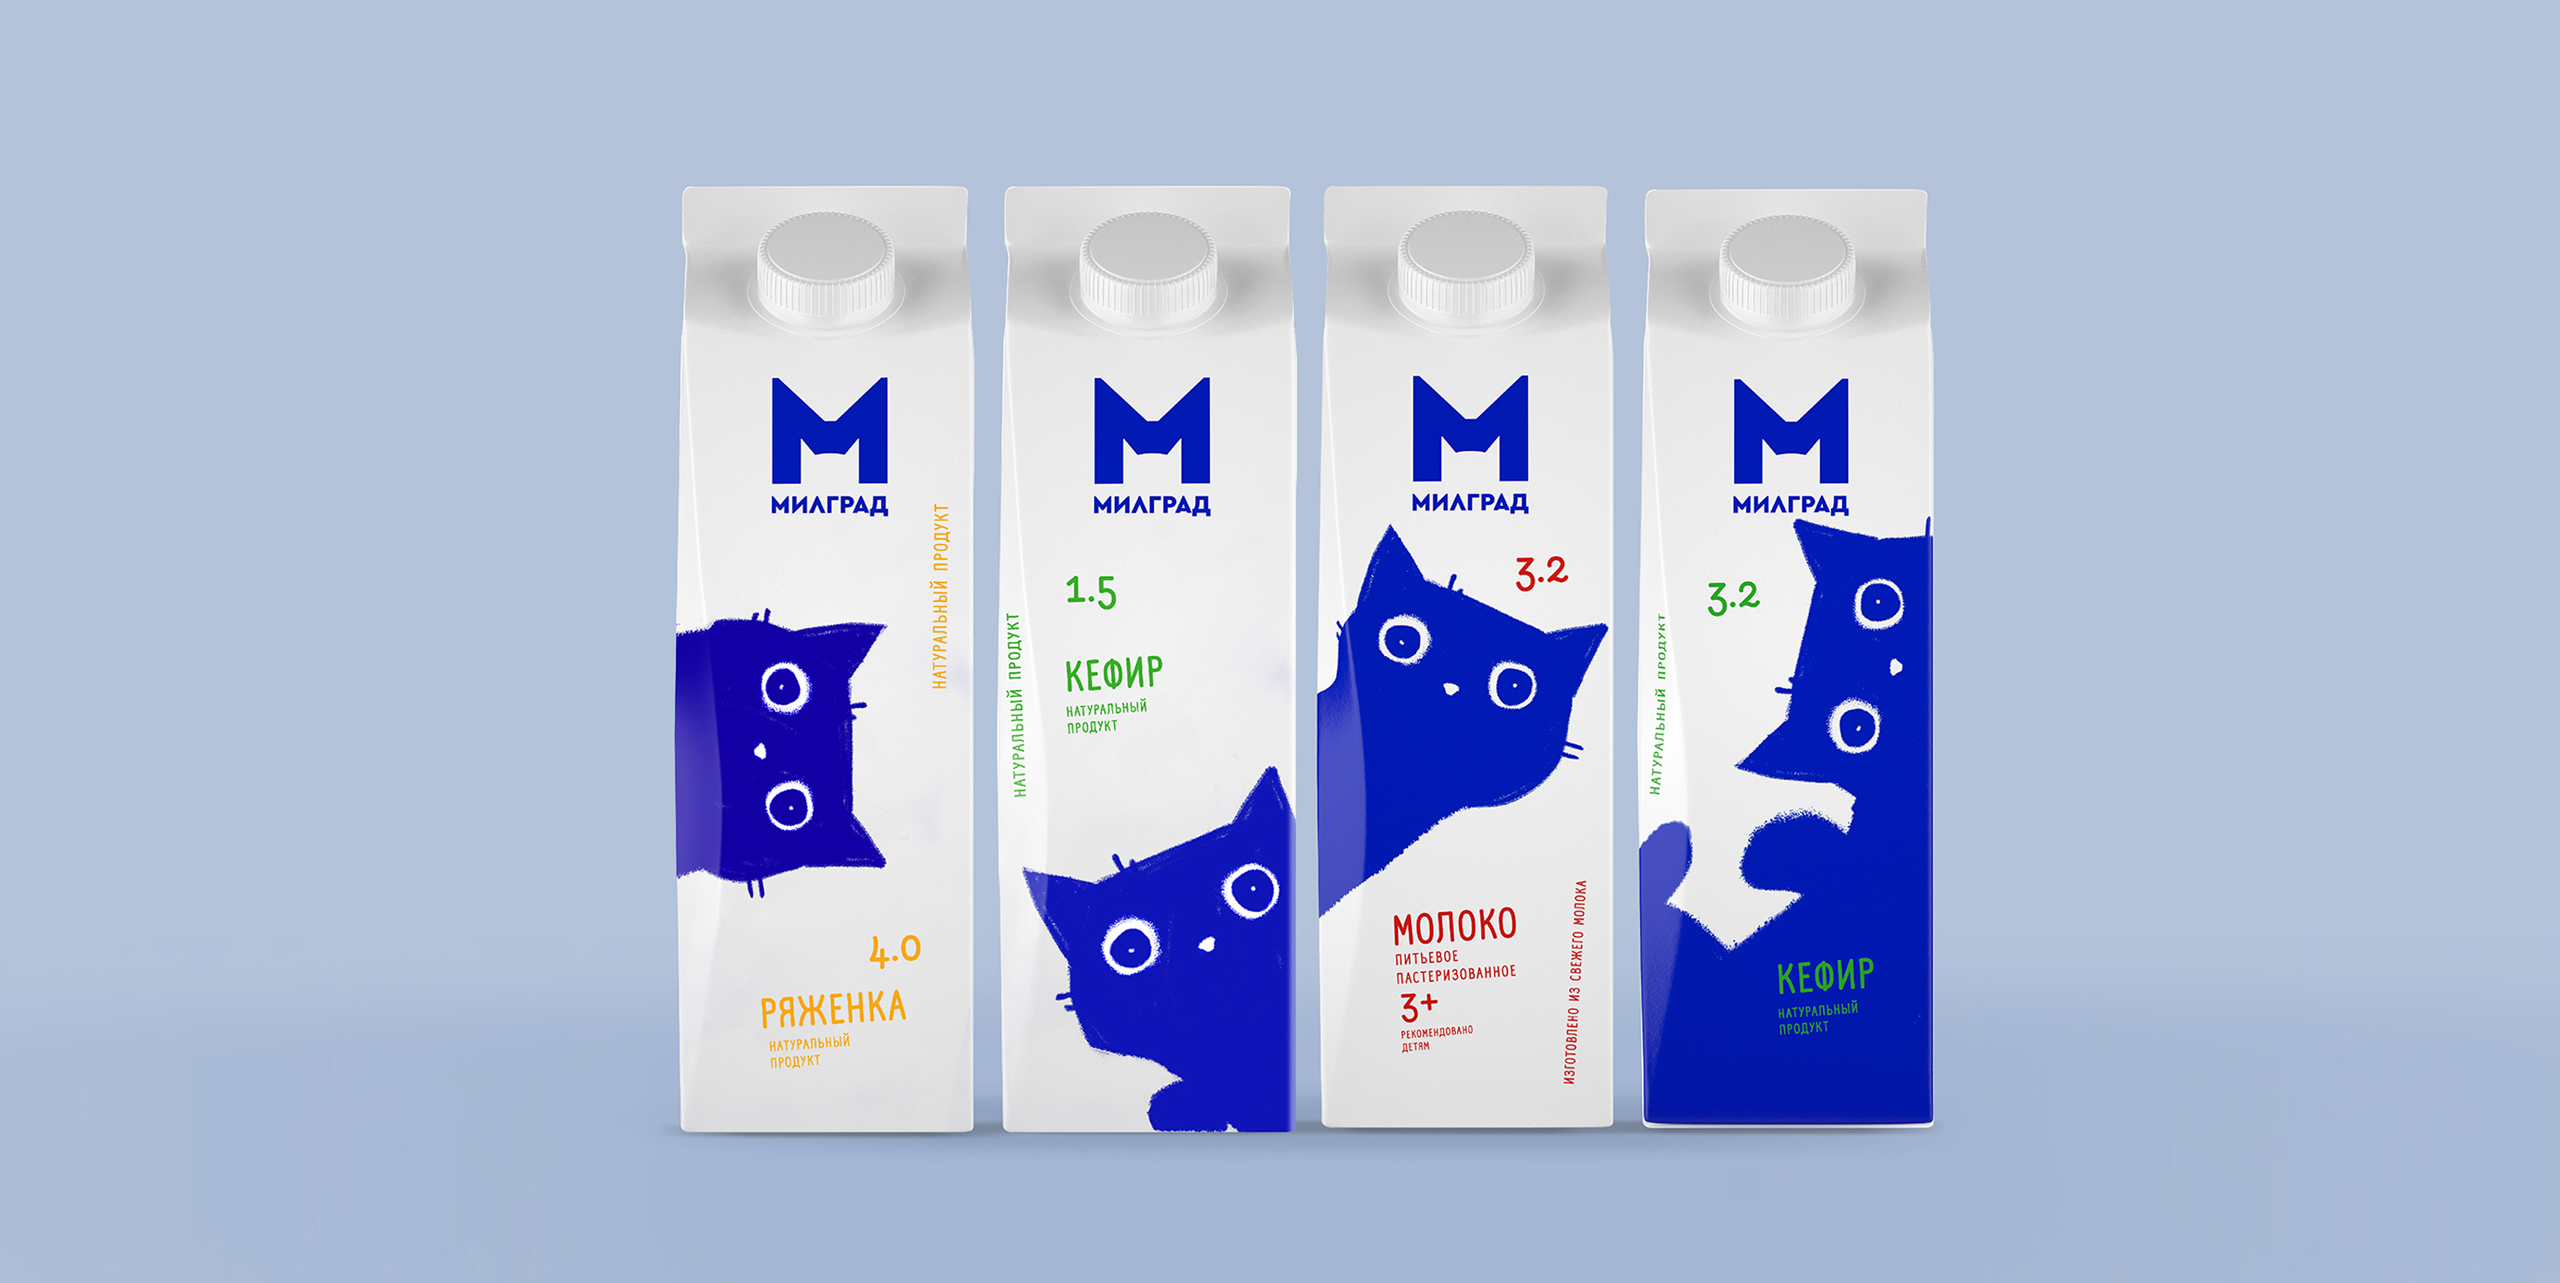 М
МИЛГРАД
НАТУРАЛЬНЫЙ ПРОДУКТ
4.0
РЯЖЕНКА
НАТУРАЛЬНЫЙ
ПРОДУКТ
М
МИЛГРАД
1.5
НАТУРАЛЬНЫЙ ПРОДУКТ
КЕФИР
НАТУРАЛЬНЫЙ
ПРОДУКТ
М
МИЛГРАД
3.2
МОЛОКО
ПИТЬЕВОЕ
ПАСТЕРИЗОВАННОЕ
3+
РЕКОМЕНДОВАНО
ДЕТЯМ
ИЗГОТОВЛЕНО ИЗ СВЕЖЕГО МОЛОКА
М
МИЛГРАД
3.2
НАТУРАЛЬНЫЙ ПРОДУКТ
КЕФИР
НАТУРАЛЬНЫЙ
ПРОДУКТ